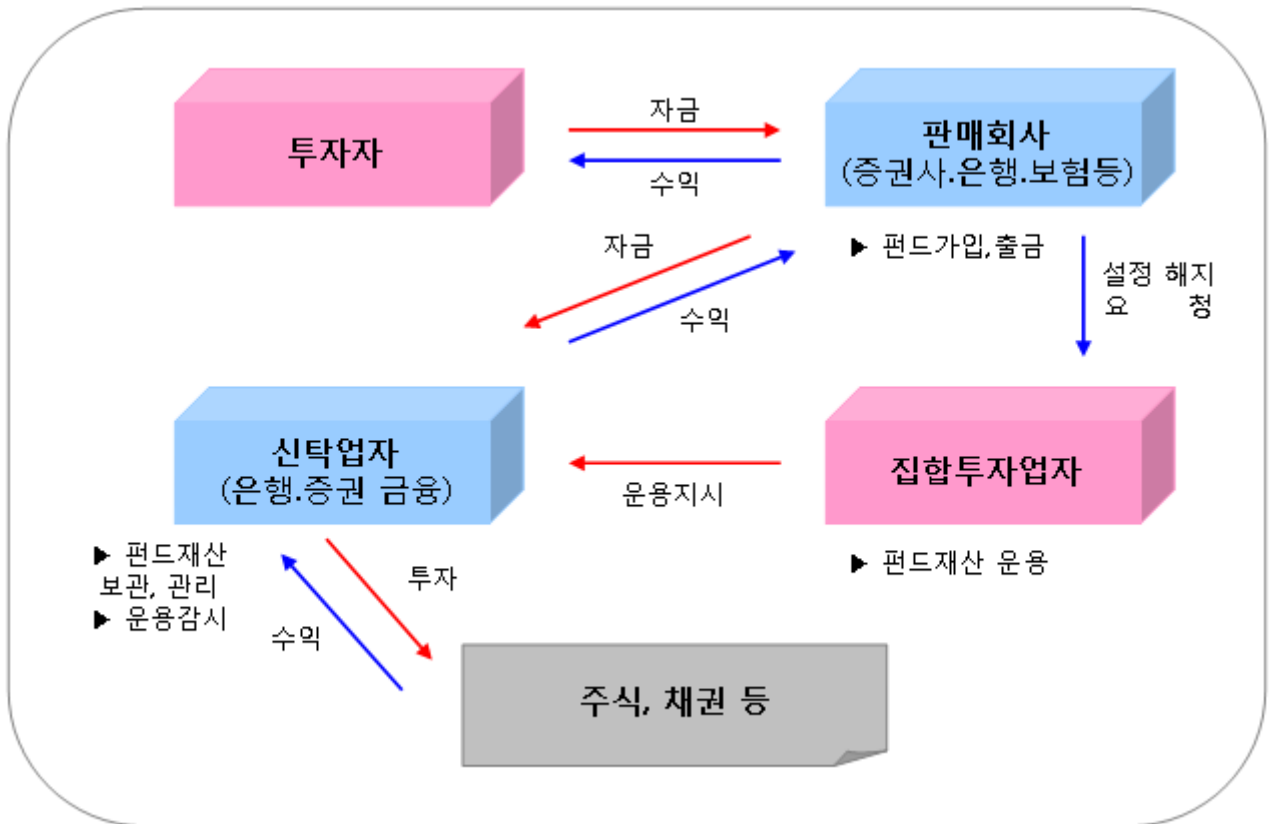 투자자
자금
수익
판매회사
(증권사.은행.보험등)
▶ 펀드가입,출금
자금
수익
설정 해지
요 청
신탁업자
(은행.증권 금융)
운용지시
집합투자업자
▶ 펀드재산
보관, 관리
▶ 운용감시
▶ 펀드재산 운용
투자
수익
주식, 채권 등